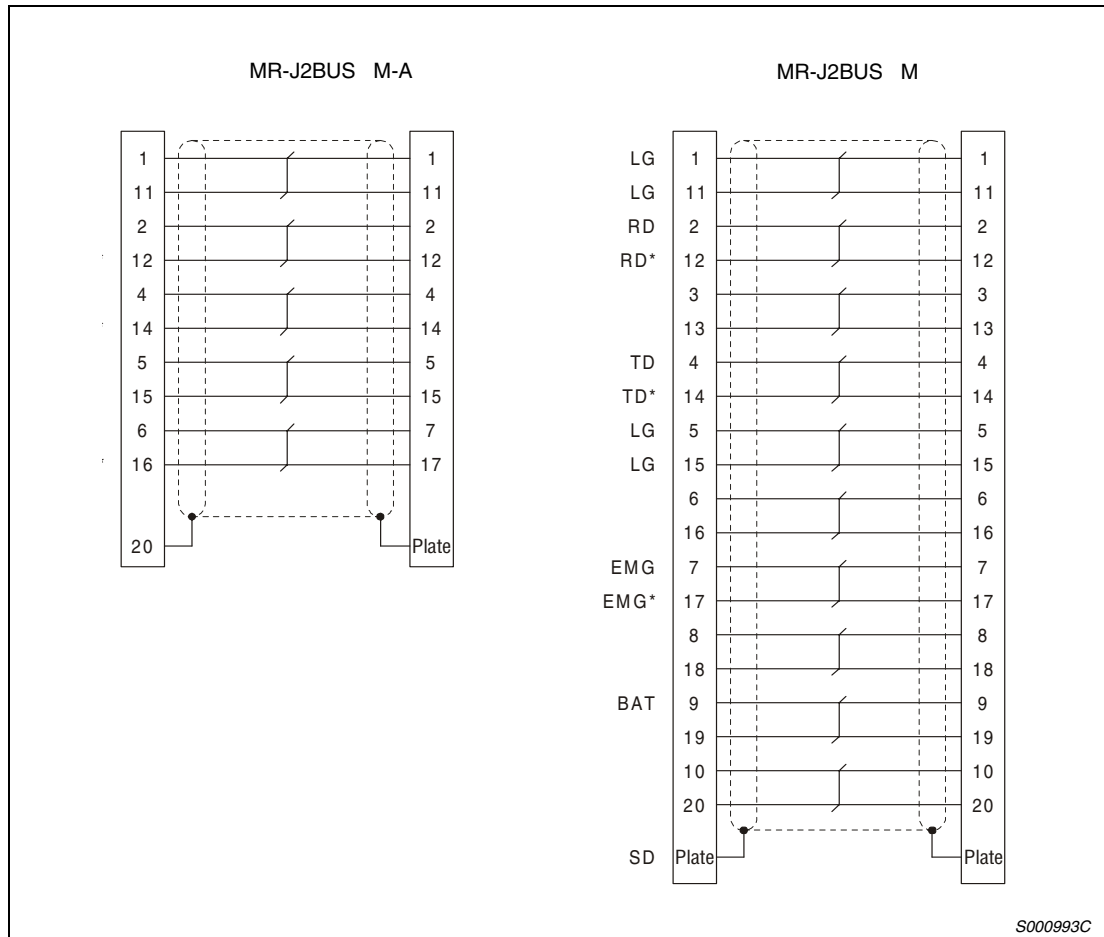 MR-J2BUS M-A
1 1
11 11
2 2
12 12
4 4
14 14
5 5
15 15
6 7
16 17
20 Plate
MR-J2BUS M
LG 1 1
LG 11 11
RD 2 2
RD* 12 12
3 3
13 13
TD 4 4
TD* 14 14
LG 5 5
LG 15 15
6 6
16 16
EMG 7 7
EMG* 17 17
8 8
18 18
BAT 9 9
19 19
10 10
20 20
SD Plate Plate
S000993C